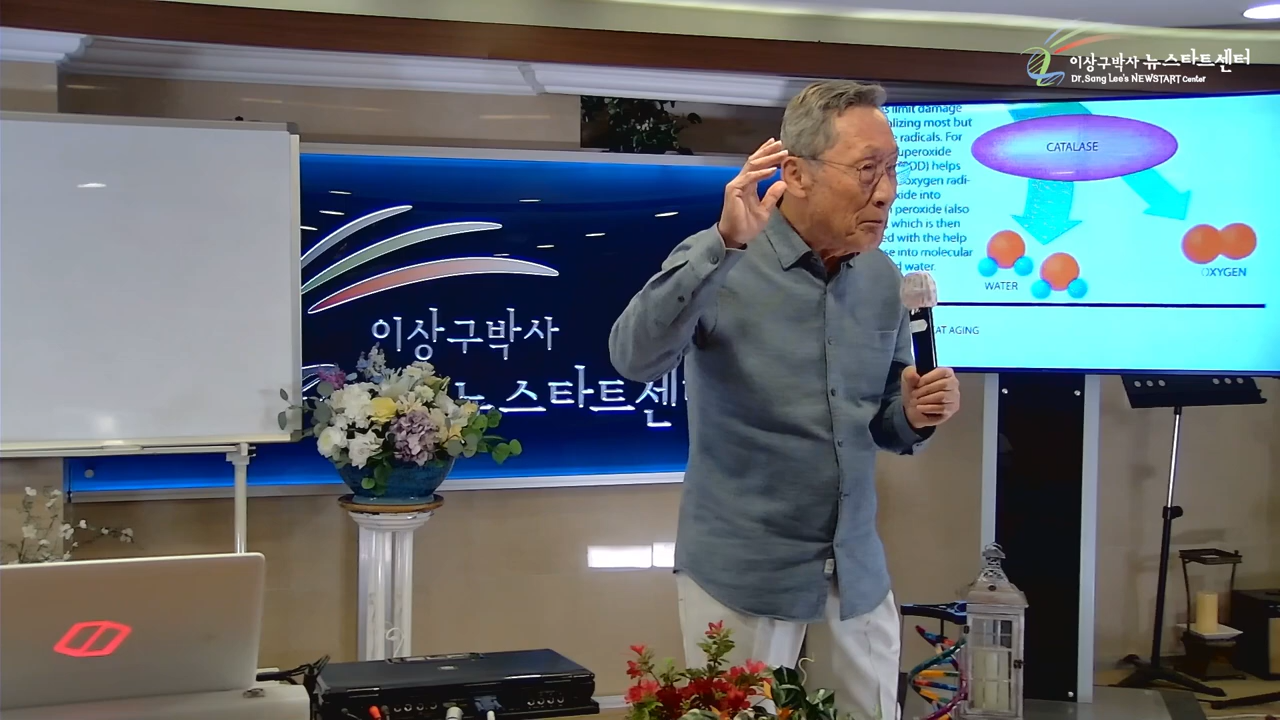 이상구박사 뉴스타트센터
Dr. Sang Lee's NEWSTART Center
이상구박사
뉴스타트센
s limit damage
alizing most but
radicals. For
uperoxide
OD) helps
oxygen radi-
xide into
peroxide (also
which is then
ed with the help
se into molecular
d water.
CATALASE
WATER
OXYGEN
AT AGING